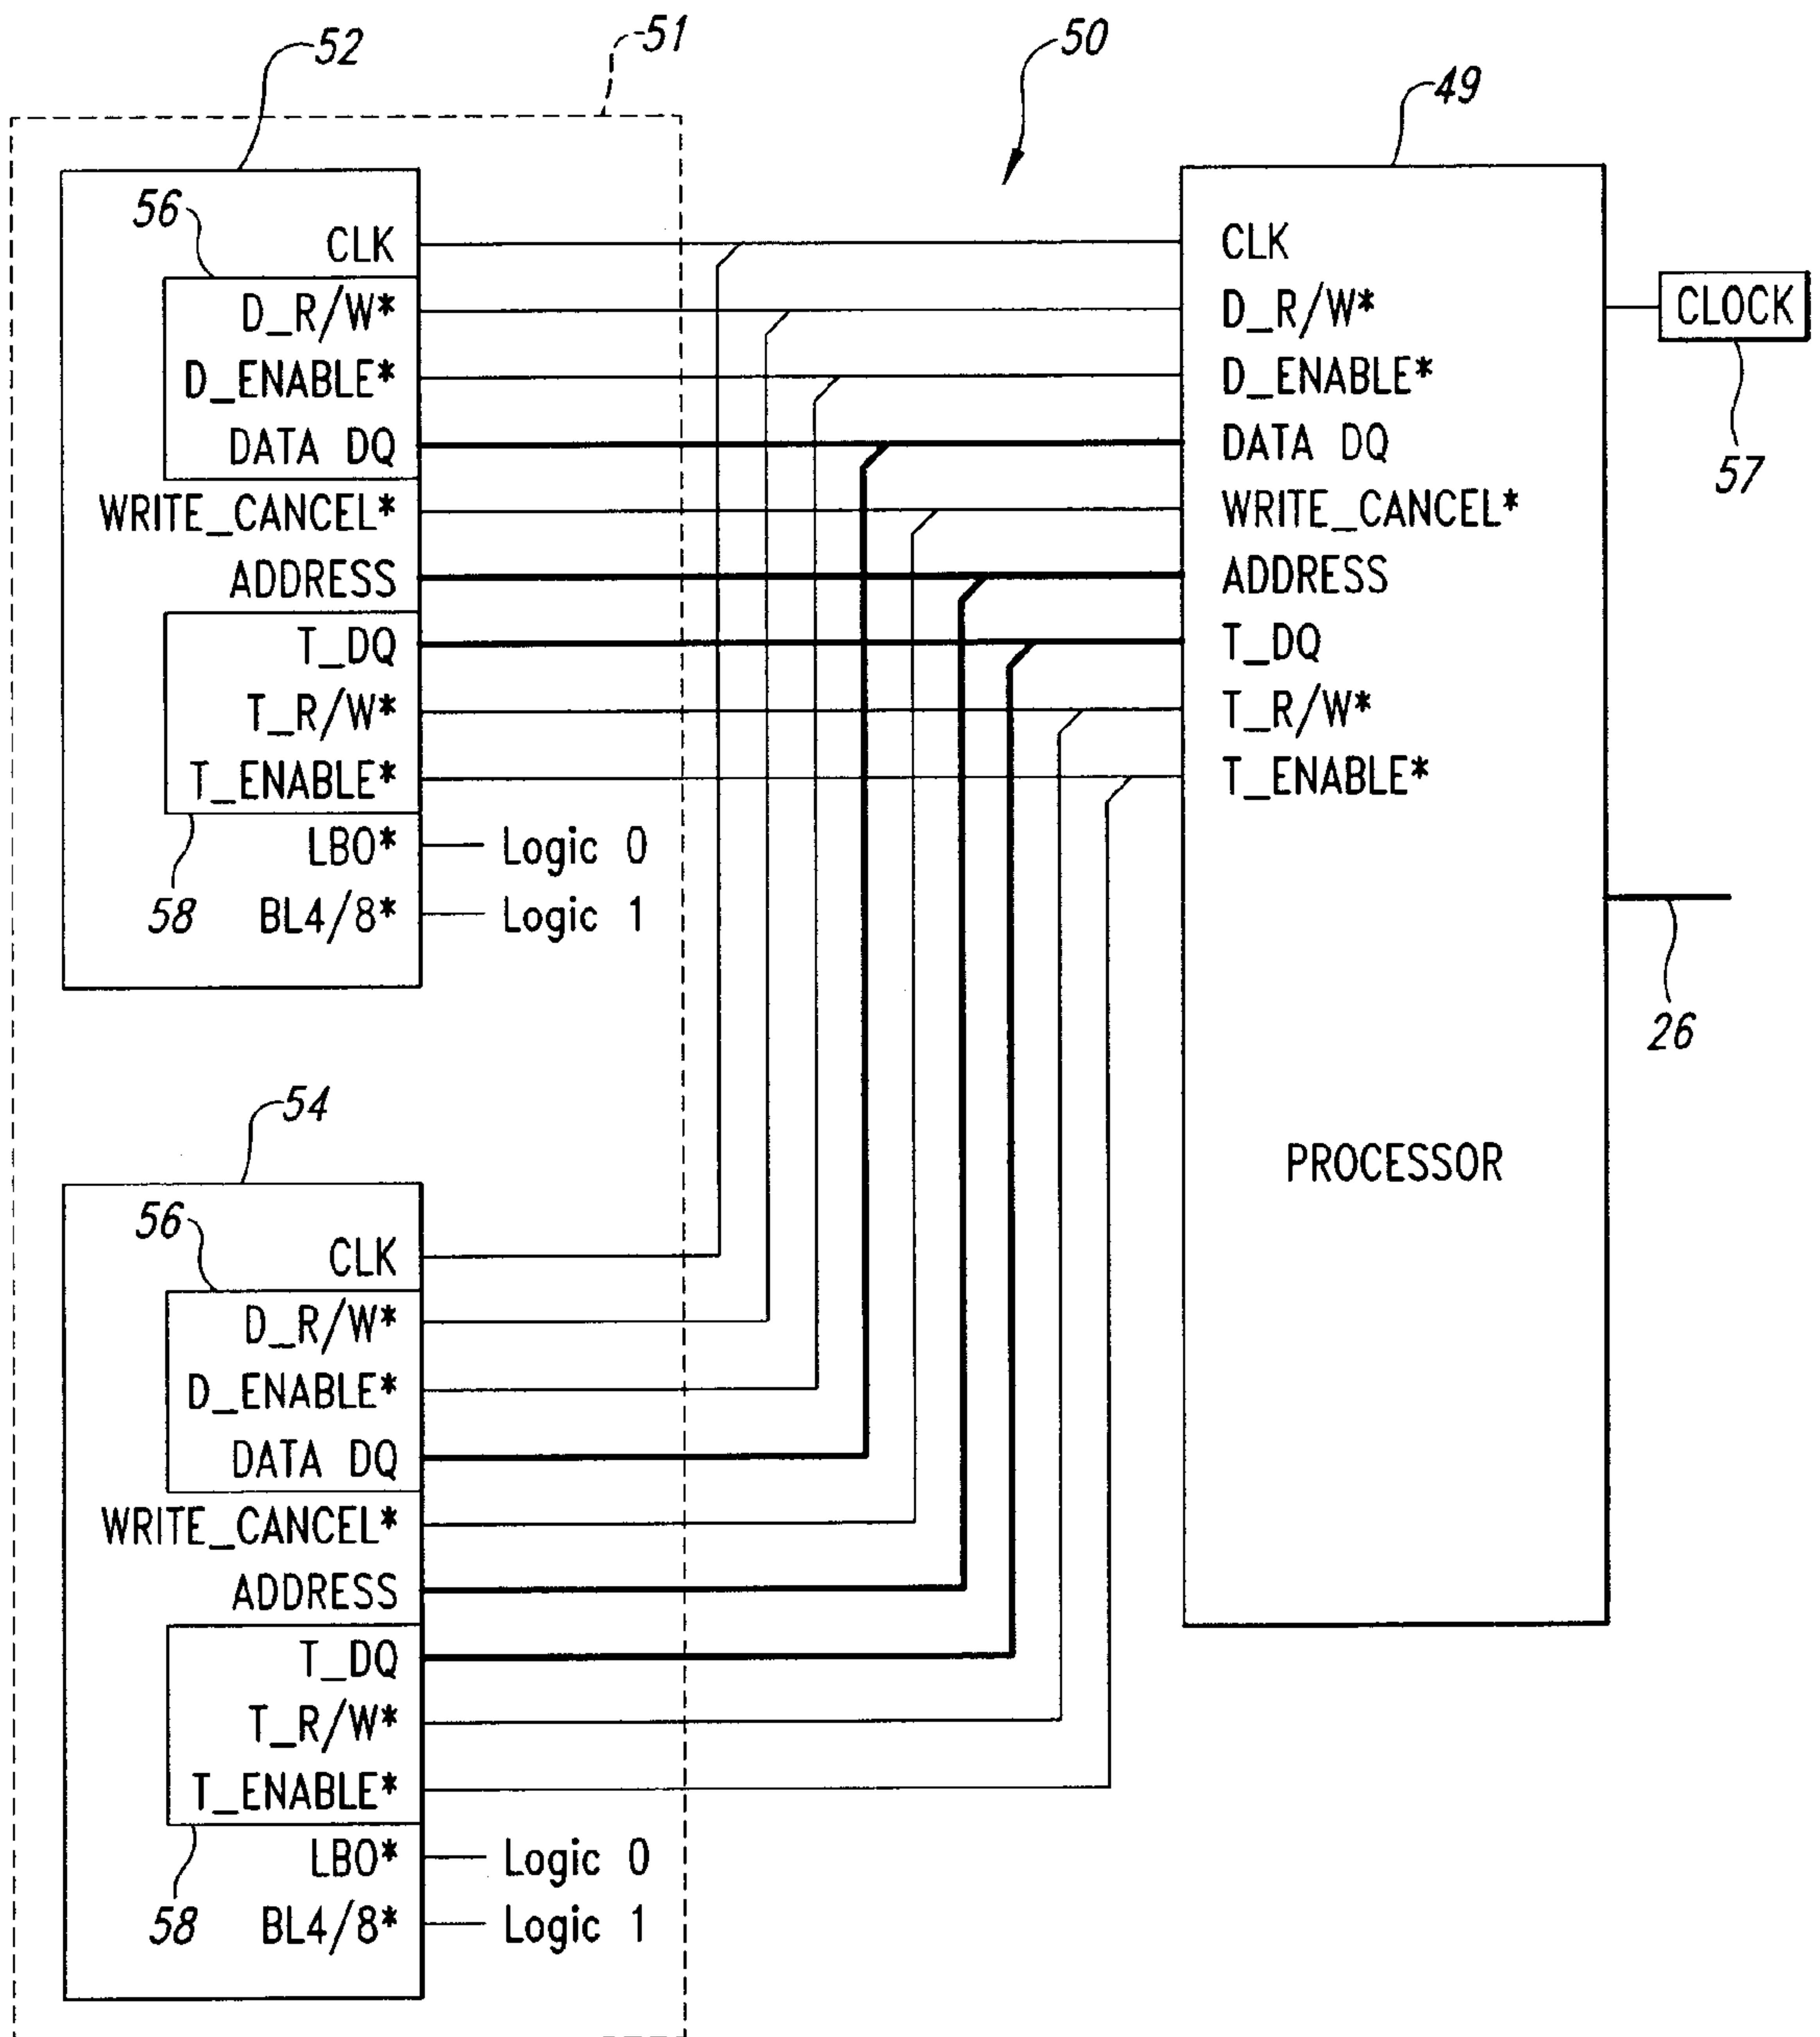 52
51
50
49
56
CLK
D_R/W*
D_ENABLE*
DATA DQ
WRITE_CANCEL*
ADDRESS
T_DQ
T_R/W*
T_ENABLE*
LBO* Logic 0
58 BL4/8* Logic 1
CLK
D_R/W*
D_ENABLE*
DATA DQ
WRITE_CANCEL*
ADDRESS
T_DQ
T_R/W*
T_ENABLE*
PROCESSOR
CLOCK
57
26
54
56
CLK
D_R/W*
D_ENABLE*
DATA DQ
WRITE_CANCEL*
ADDRESS
T_DQ
T_R/W*
T_ENABLE*
LBO* Logic 0
58 BL4/8* Logic 1